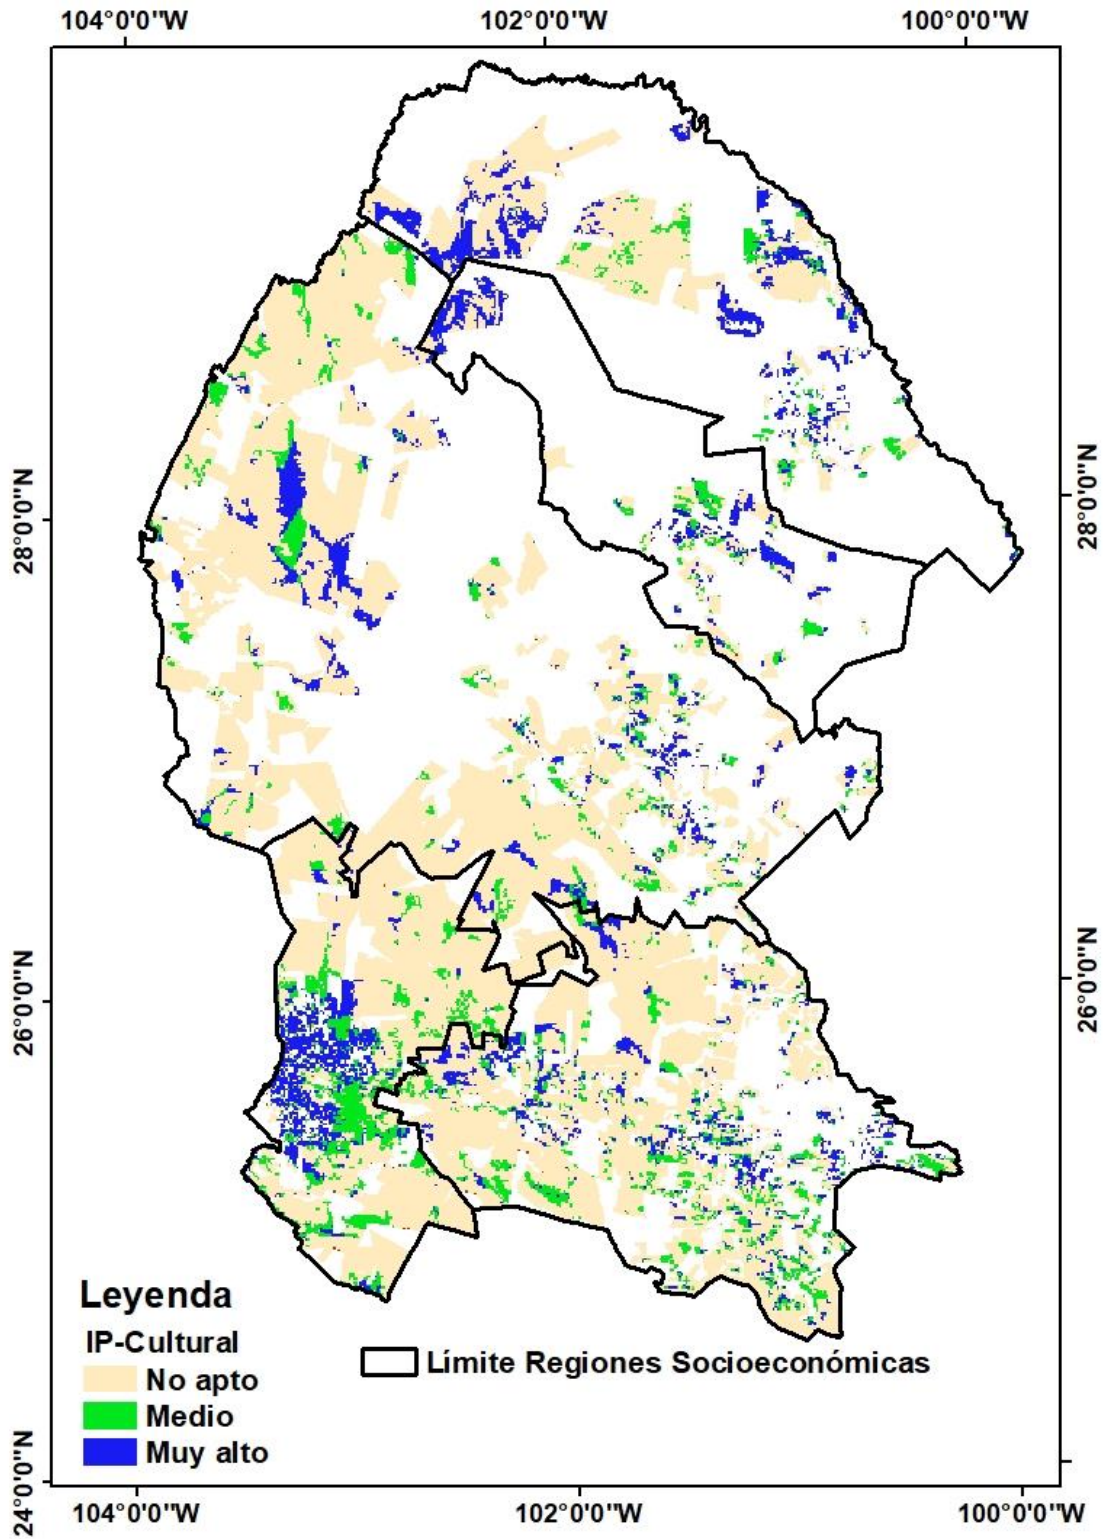 104°0'0"W 102°0'0"W 100°0'0"W
28°0'0"N 28°0'0"N
26°0'0"N 26°0'0"N
Leyenda
IP-Cultural
No apto
Medio
Muy alto
Límite Regiones Socioeconómicas
24°0'0"N
104°0'0"W 102°0'0"W 100°0'0"W